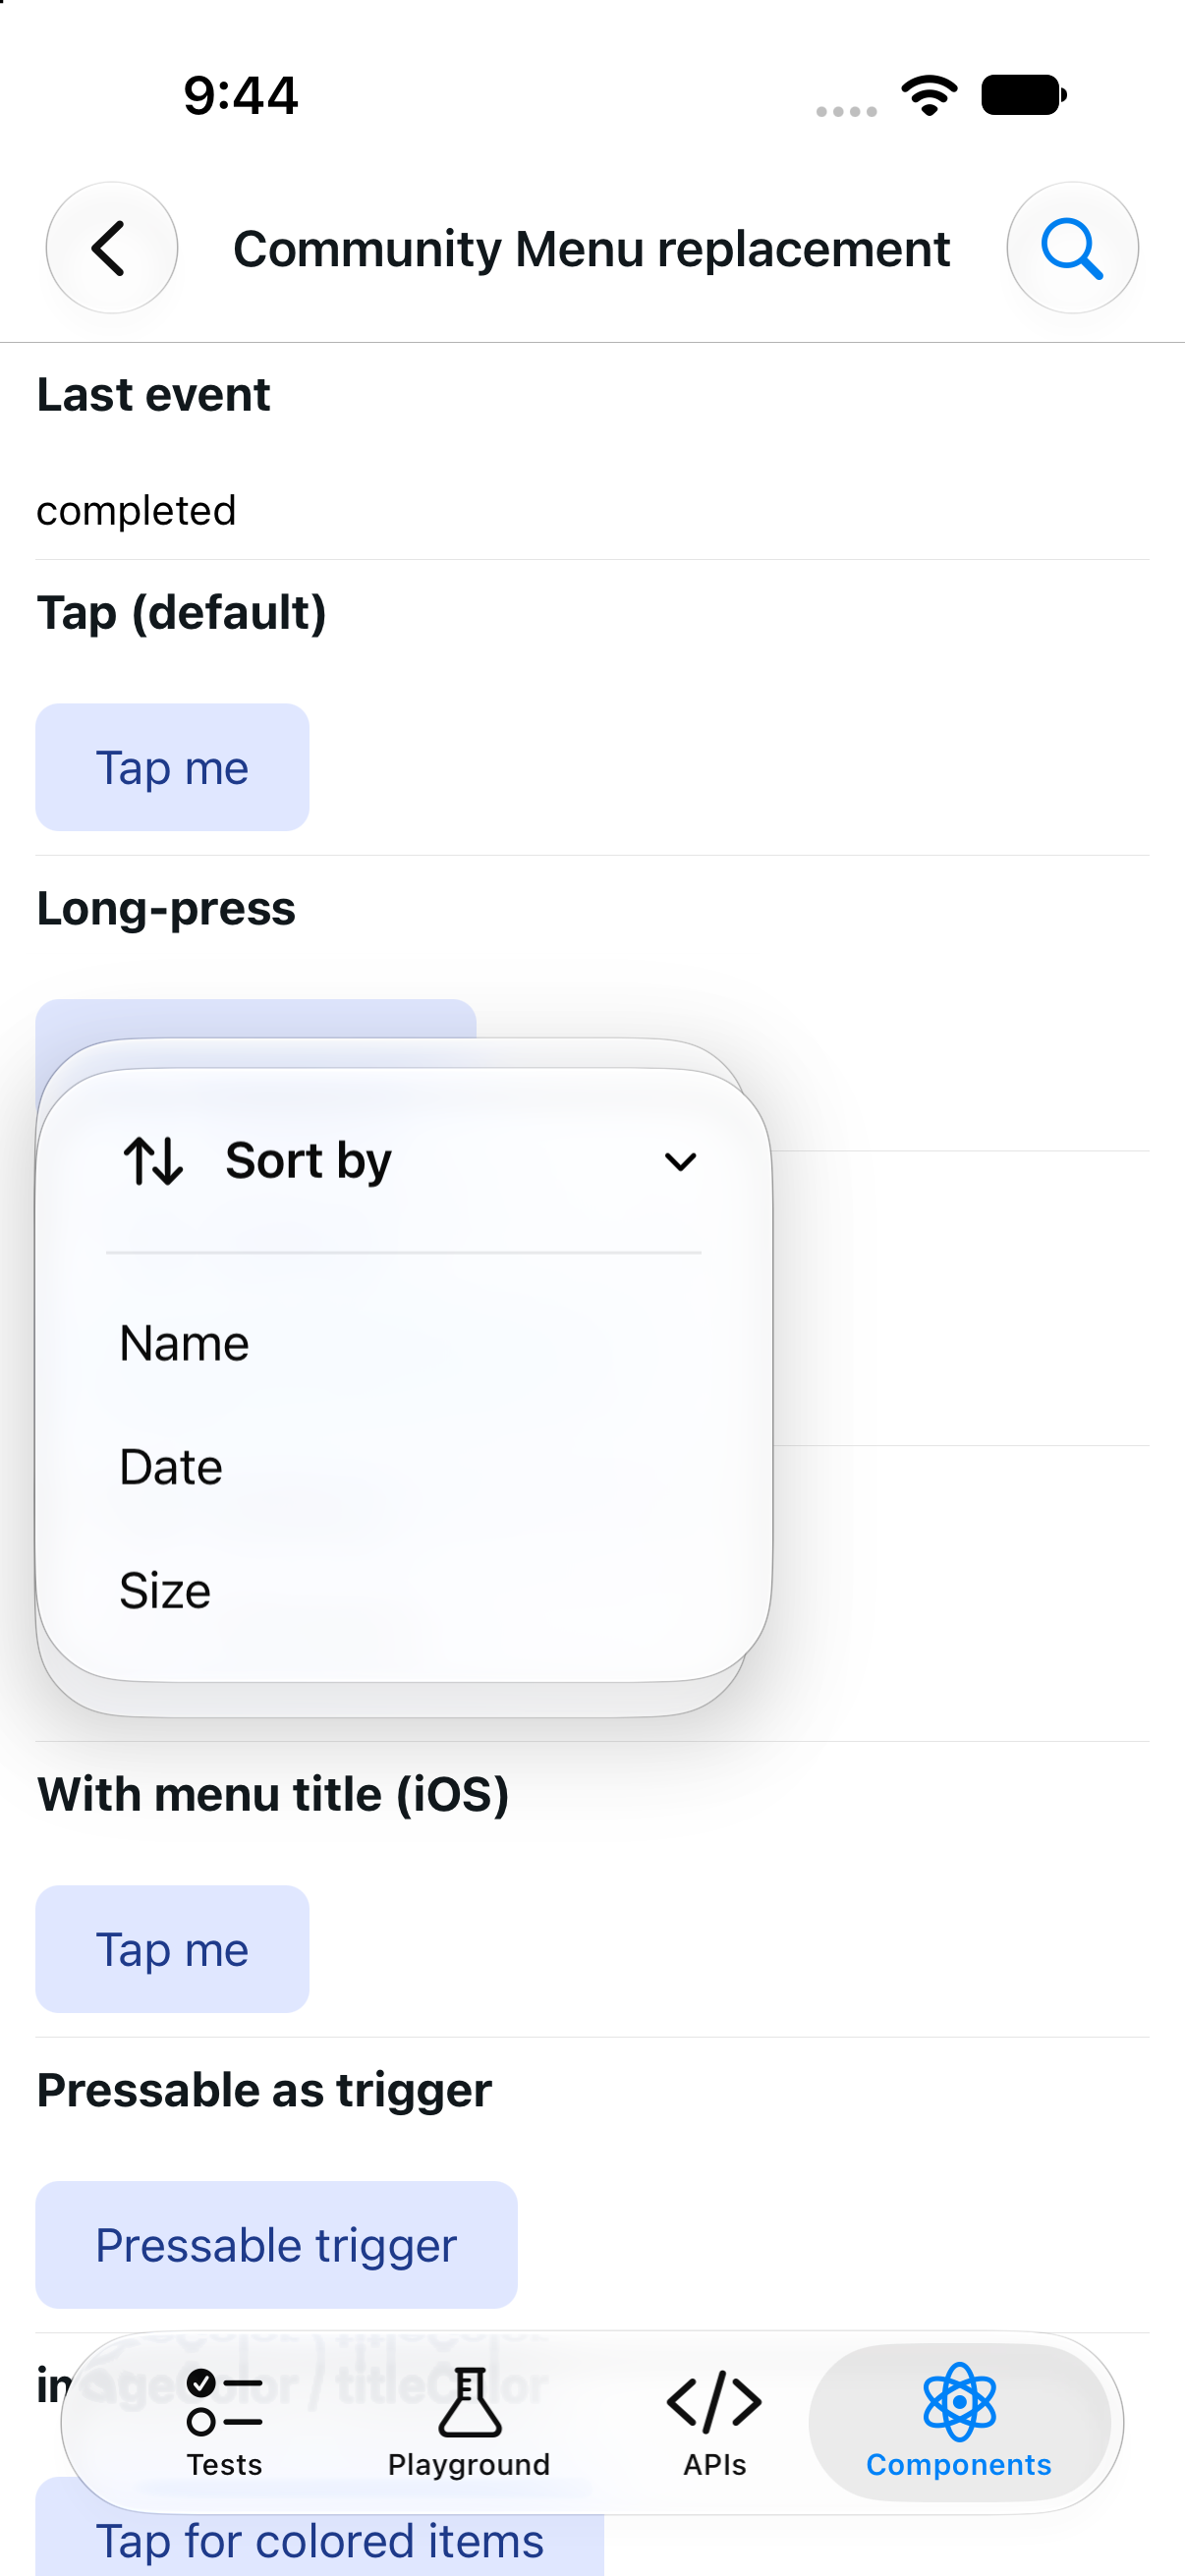 9:44
Community Menu replacement
Last event
completed
Tap (default)
Tap me
Long-press
Sort by
Name
Date
Size
With menu title (iOS)
Tap me
Pressable as trigger
Pressable trigger
imageColor / titleColor
Tests
Playground
APIs
Components
Tap for colored items